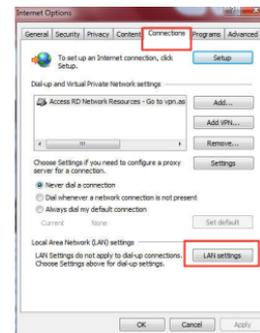 Internet Options
General Security Privacy Content Connections Programs Advanced
To set up an Internet connection, click Setup.
Setup
Dial-up and Virtual Private Network settings
Access RD Network Resources - Go to vpn.as
Add...
Add VPN...
Remove...
Choose Settings if you need to configure a proxy
server for a connection.
Settings
Never dial a connection
Dial whenever a network connection is not present
Always dial my default connection
Current None
Set default
Local Area Network (LAN) settings
LAN Settings do not apply to dial-up connections.
Choose Settings above for dial-up settings.
LAN settings
OK Cancel Apply